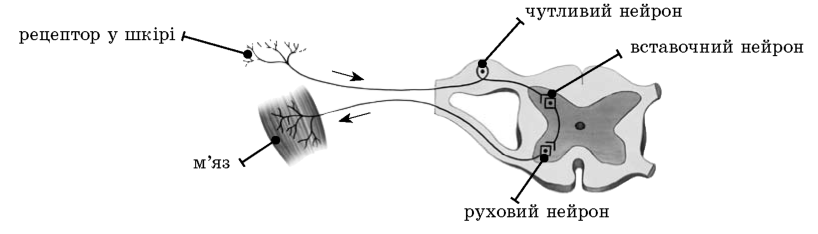 чутливий нейрон
рецептор у шкірі
вставочний нейрон
м’яз
руховий нейрон